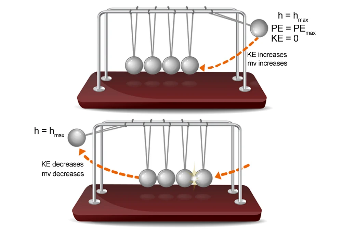 h = hmax
PE = PEmax
KE = 0
KE increases
mv increases
h = hmax
KE decreases
mv decreases